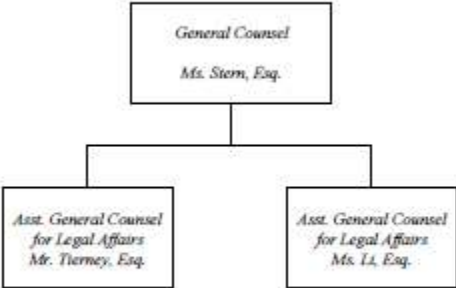 General Counsel
Ms. Stern, Esq.
Asst. General Counsel
for Legal Affairs
Mr. Tierney, Esq.
Asst. General Counsel
for Legal Affairs
Ms. Li, Esq.